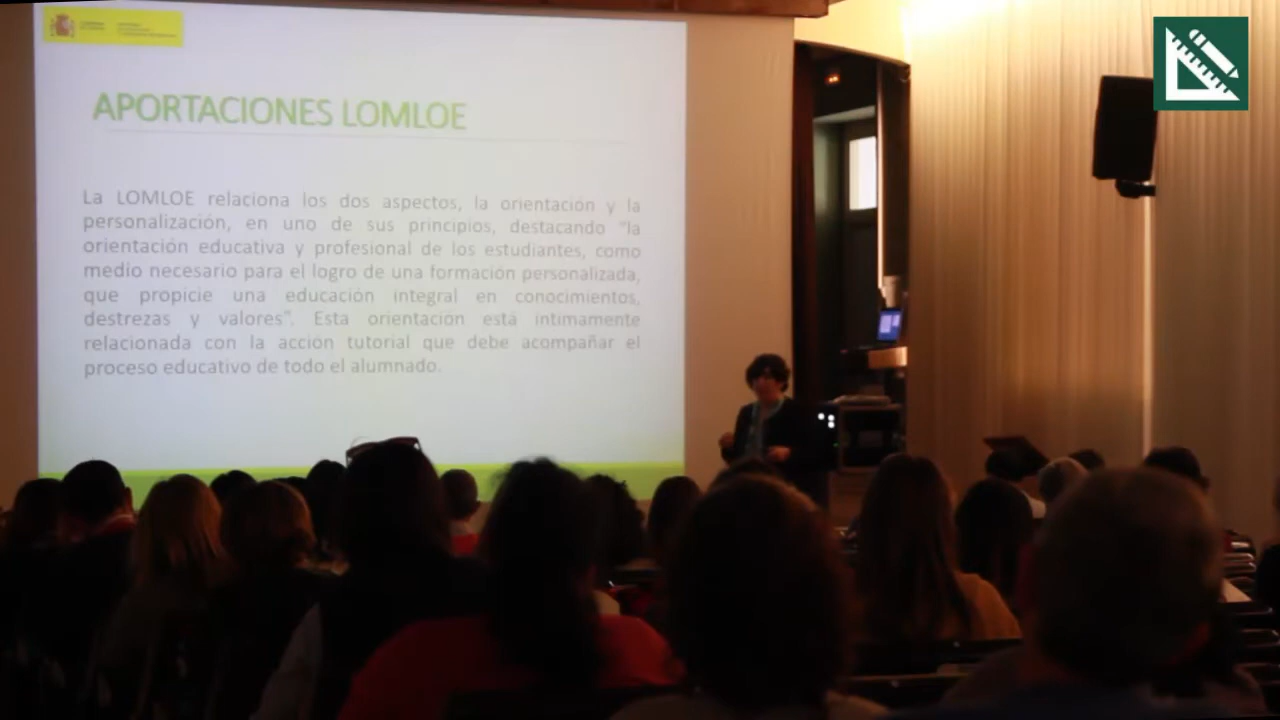 APORTACIONES LOMLOE
La LOMLOE relaciona los dos aspectos, la orientación y la
personalización, en uno de sus principios, destacando "la
orientación educativa y profesional de los estudiantes, como
medio necesario para el logro de una formación personalizada,
que propicie una educación integral en conocimientos,
destrezas y valores". Esta orientación está íntimamente
relacionada con la acción tutorial que debe acompañar el
proceso educativo de todo el alumnado.